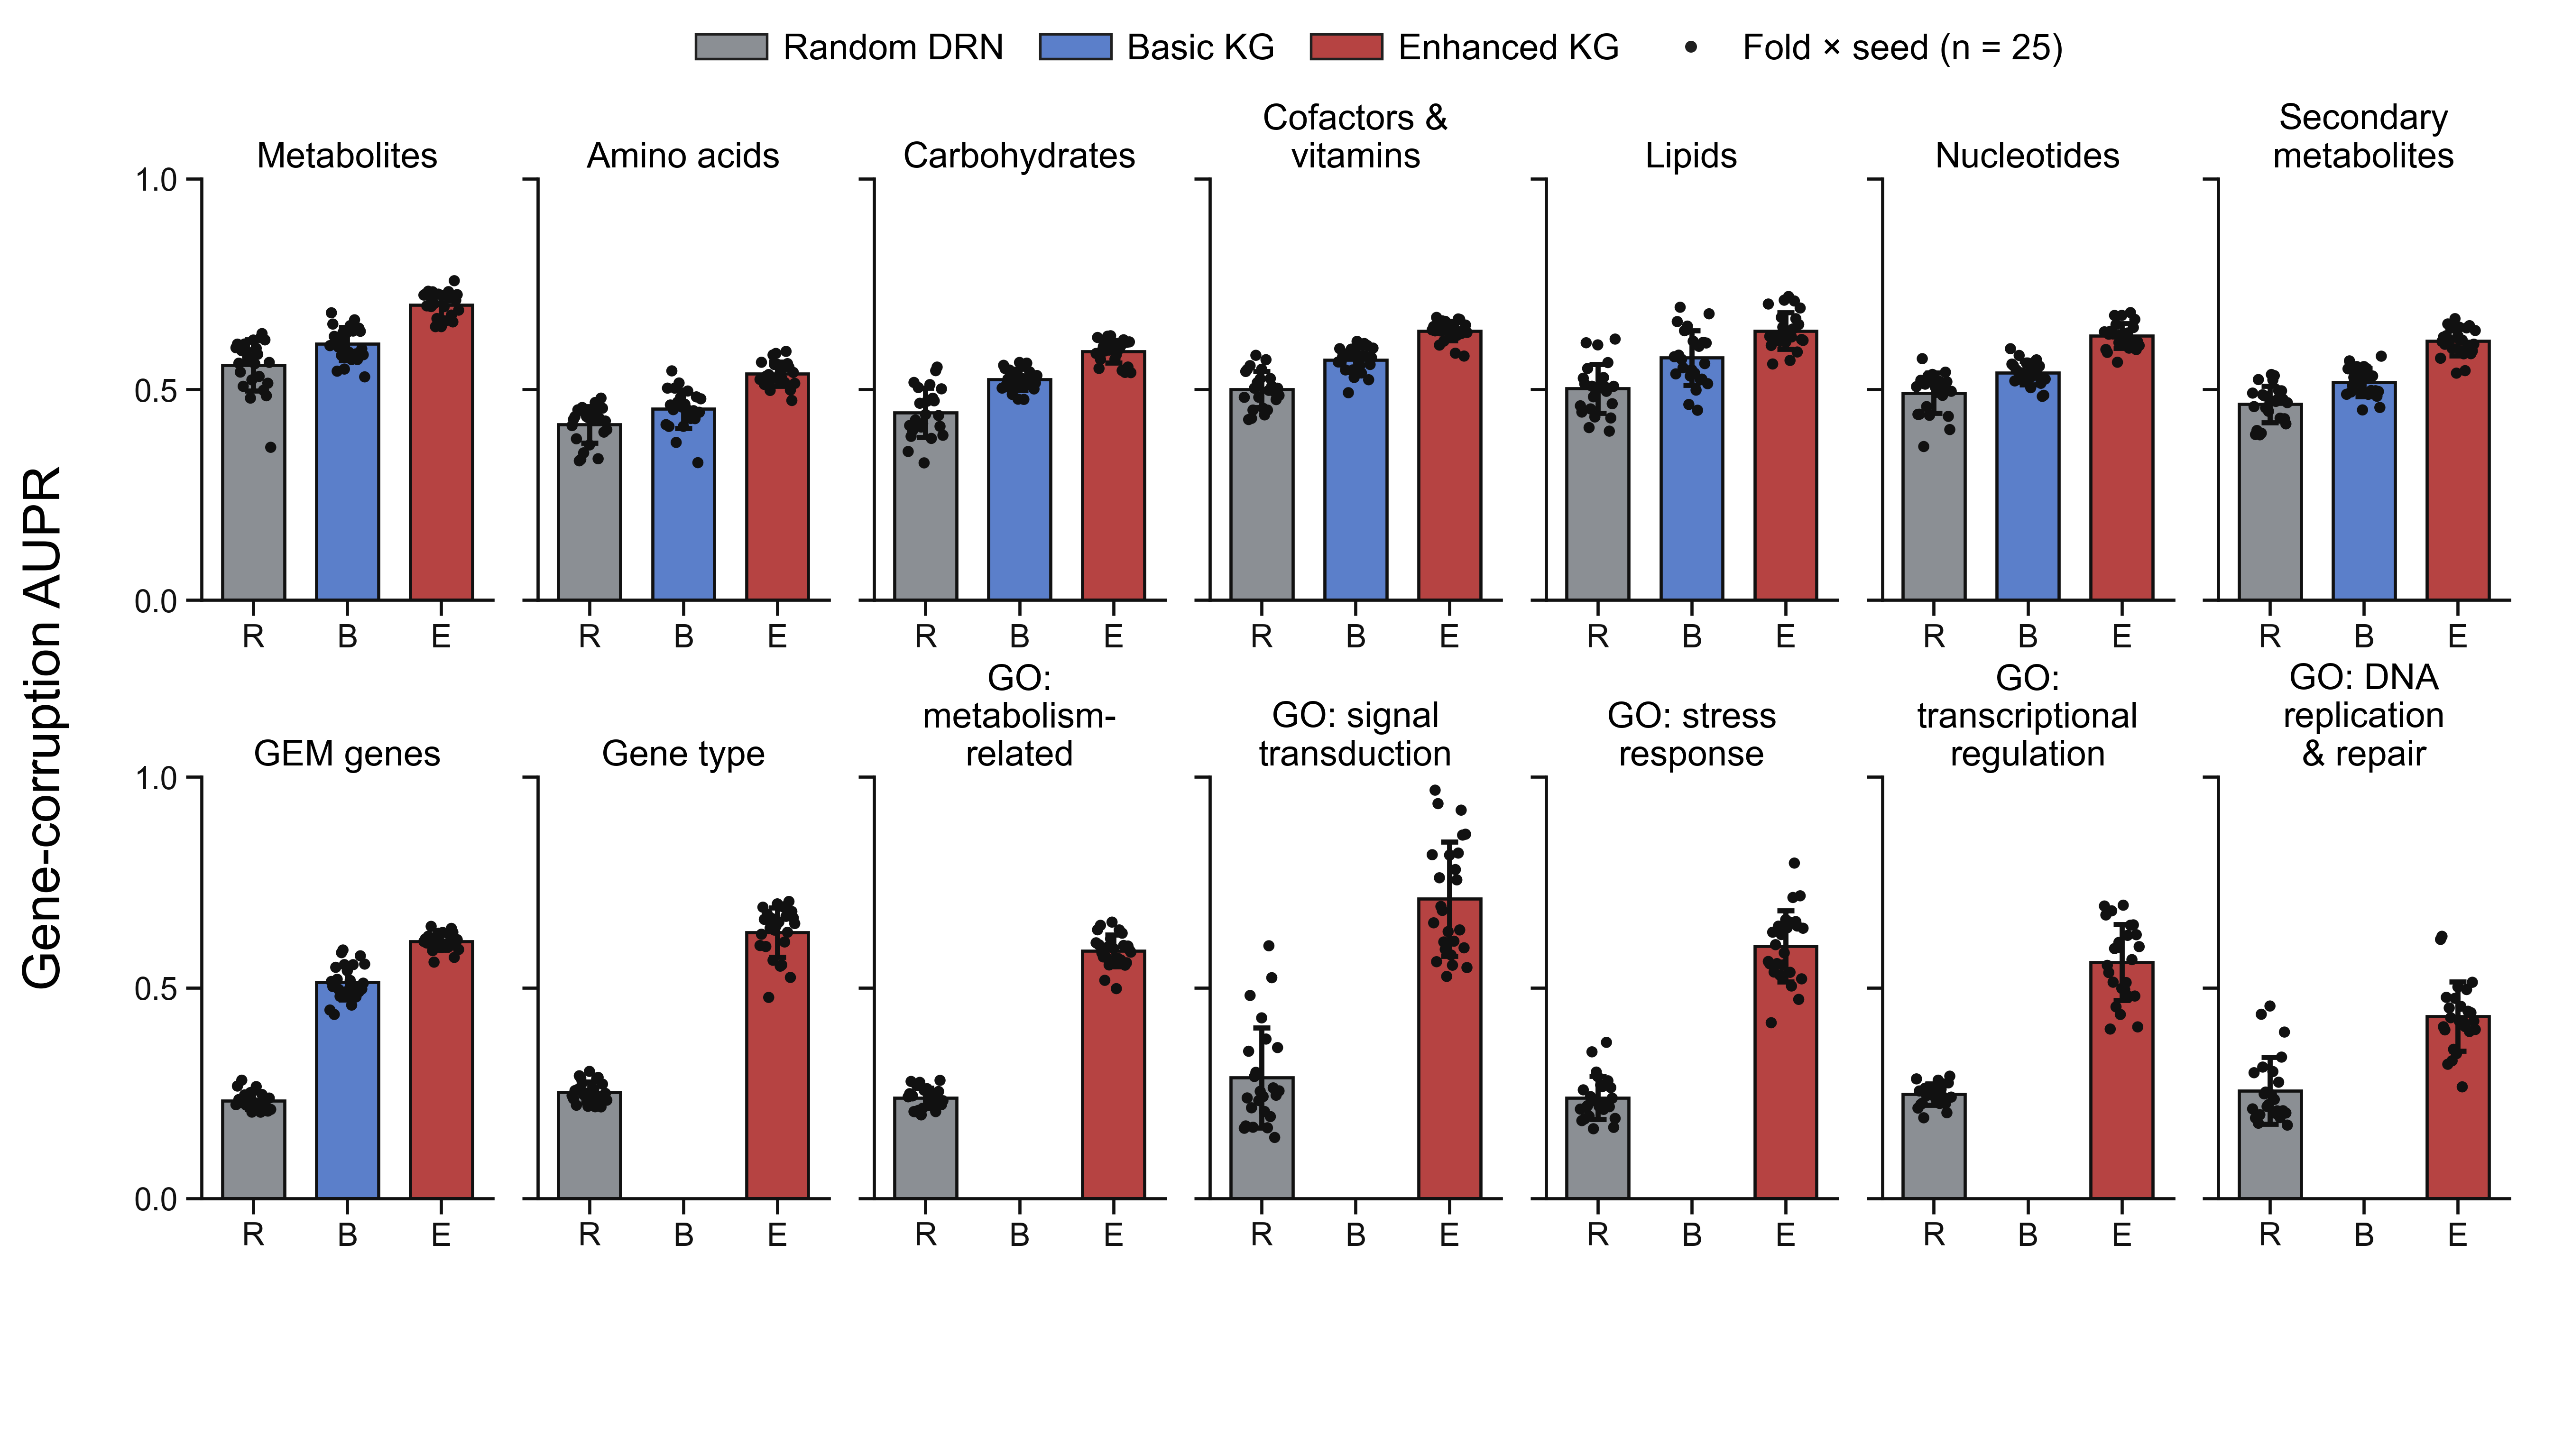 Random DRN Basic KG Enhanced KG Fold × seed (n = 25)
Gene-corruption AUPR
Metabolites
Amino acids
Carbohydrates
Cofactors &
vitamins
Lipids
Nucleotides
Secondary
metabolites
1.0
0.5
0.0
R B E
R B E
R B E
R B E
R B E
R B E
R B E
GEM genes
Gene type
GO:
metabolism-
related
GO: signal
transduction
GO: stress
response
GO:
transcriptional
regulation
GO: DNA
replication
& repair
1.0
0.5
0.0
R B E
R B E
R B E
R B E
R B E
R B E
R B E